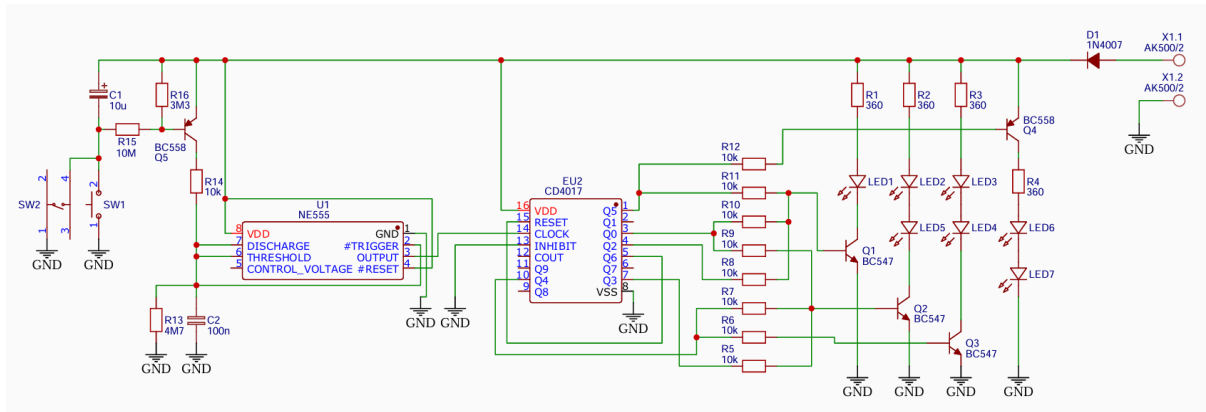 D1
1N4007
X1.1
AK500/2
X1.2
AK500/2
GND
+
C1
10u
R16
3M3
R15
10M
BC558
Q5
R14
10k
2
4
SW2
1
3
2
SW1
1
GND
GND
U1
NE555
8
VDD
GND
1
7
DISCHARGE
#TRIGGER
2
6
THRESHOLD
OUTPUT
3
5
CONTROL_VOLTAGE
#RESET
4
R13
4M7
C2
100n
GND
GND
GND
GND
EU2
CD4017
16
VDD
Q5
1
15
RESET
Q1
2
14
CLOCK
Q0
3
13
INHIBIT
Q2
4
12
COUT
Q6
5
11
Q9
Q7
6
10
Q4
Q3
7
9
Q8
VSS
8
GND
R12
10k
R11
10k
R10
10k
R9
10k
R8
10k
R7
10k
R6
10k
R5
10k
R1
360
R2
360
R3
360
BC558
Q4
R4
360
LED1
LED2
LED3
LED5
LED4
LED6
LED7
Q1
BC547
Q2
BC547
Q3
BC547
GND
GND
GND
GND